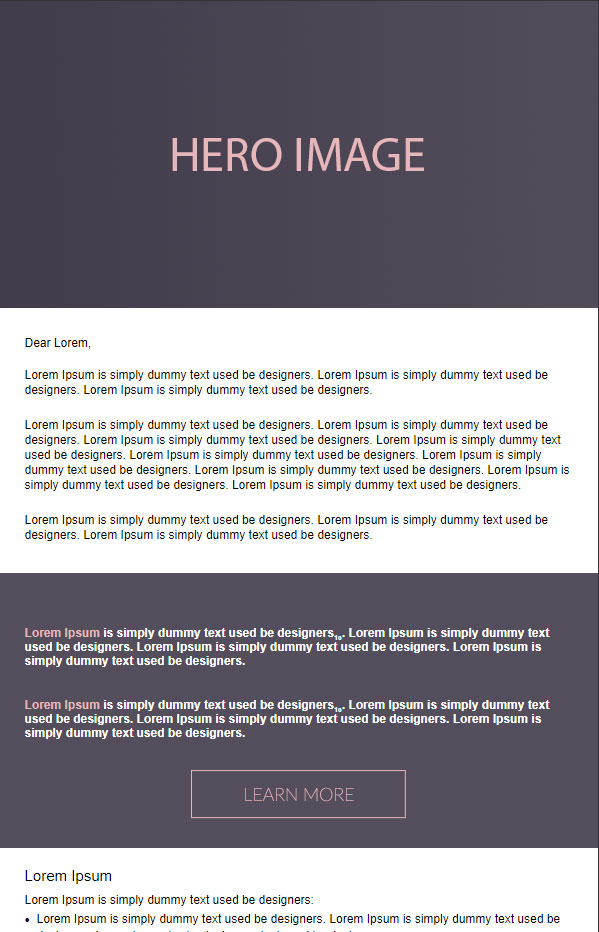 HERO IMAGE
Dear Lorem,
Lorem Ipsum is simply dummy text used be designers. Lorem Ipsum is simply dummy text used be
designers. Lorem Ipsum is simply dummy text used be designers.
Lorem Ipsum is simply dummy text used be designers. Lorem Ipsum is simply dummy text used be
designers. Lorem Ipsum is simply dummy text used be designers. Lorem Ipsum is simply dummy text
used be designers. Lorem Ipsum is simply dummy text used be designers. Lorem Ipsum is simply
dummy text used be designers. Lorem Ipsum is simply dummy text used be designers. Lorem Ipsum is
simply dummy text used be designers. Lorem Ipsum is simply dummy text used be designers.
Lorem Ipsum is simply dummy text used be designers. Lorem Ipsum is simply dummy text used be
designers. Lorem Ipsum is simply dummy text used be designers.
Lorem Ipsum is simply dummy text used be designers₁₀. Lorem Ipsum is simply dummy text
used be designers. Lorem Ipsum is simply dummy text used be designers. Lorem Ipsum is
simply dummy text used be designers.
Lorem Ipsum is simply dummy text used be designers₁₀. Lorem Ipsum is simply dummy text
used be designers. Lorem Ipsum is simply dummy text used be designers. Lorem Ipsum is
simply dummy text used be designers.
LEARN MORE
Lorem Ipsum
Lorem Ipsum is simply dummy text used be designers:
• Lorem Ipsum is simply dummy text used be designers. Lorem Ipsum is simply dummy text used be